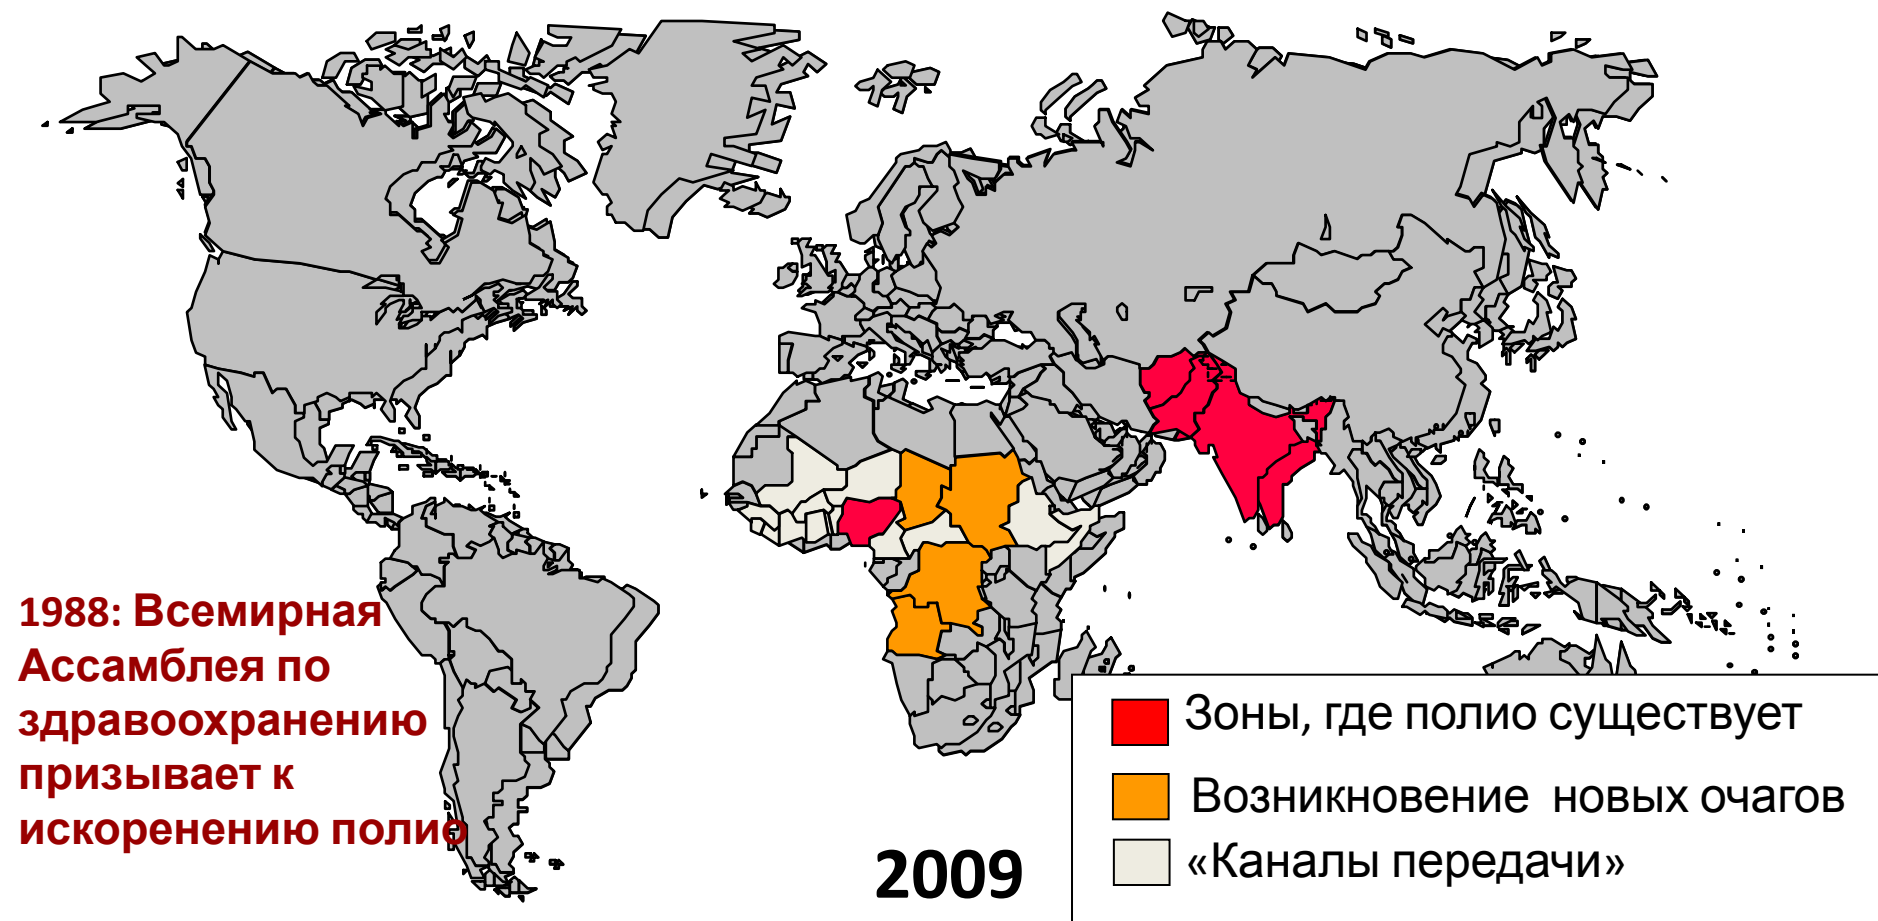 1988: Всемирная
Ассамблея по
здравоохранению
призывает к
искоренению полио
2009
Зоны, где полио существует
Возникновение новых очагов
«Каналы передачи»